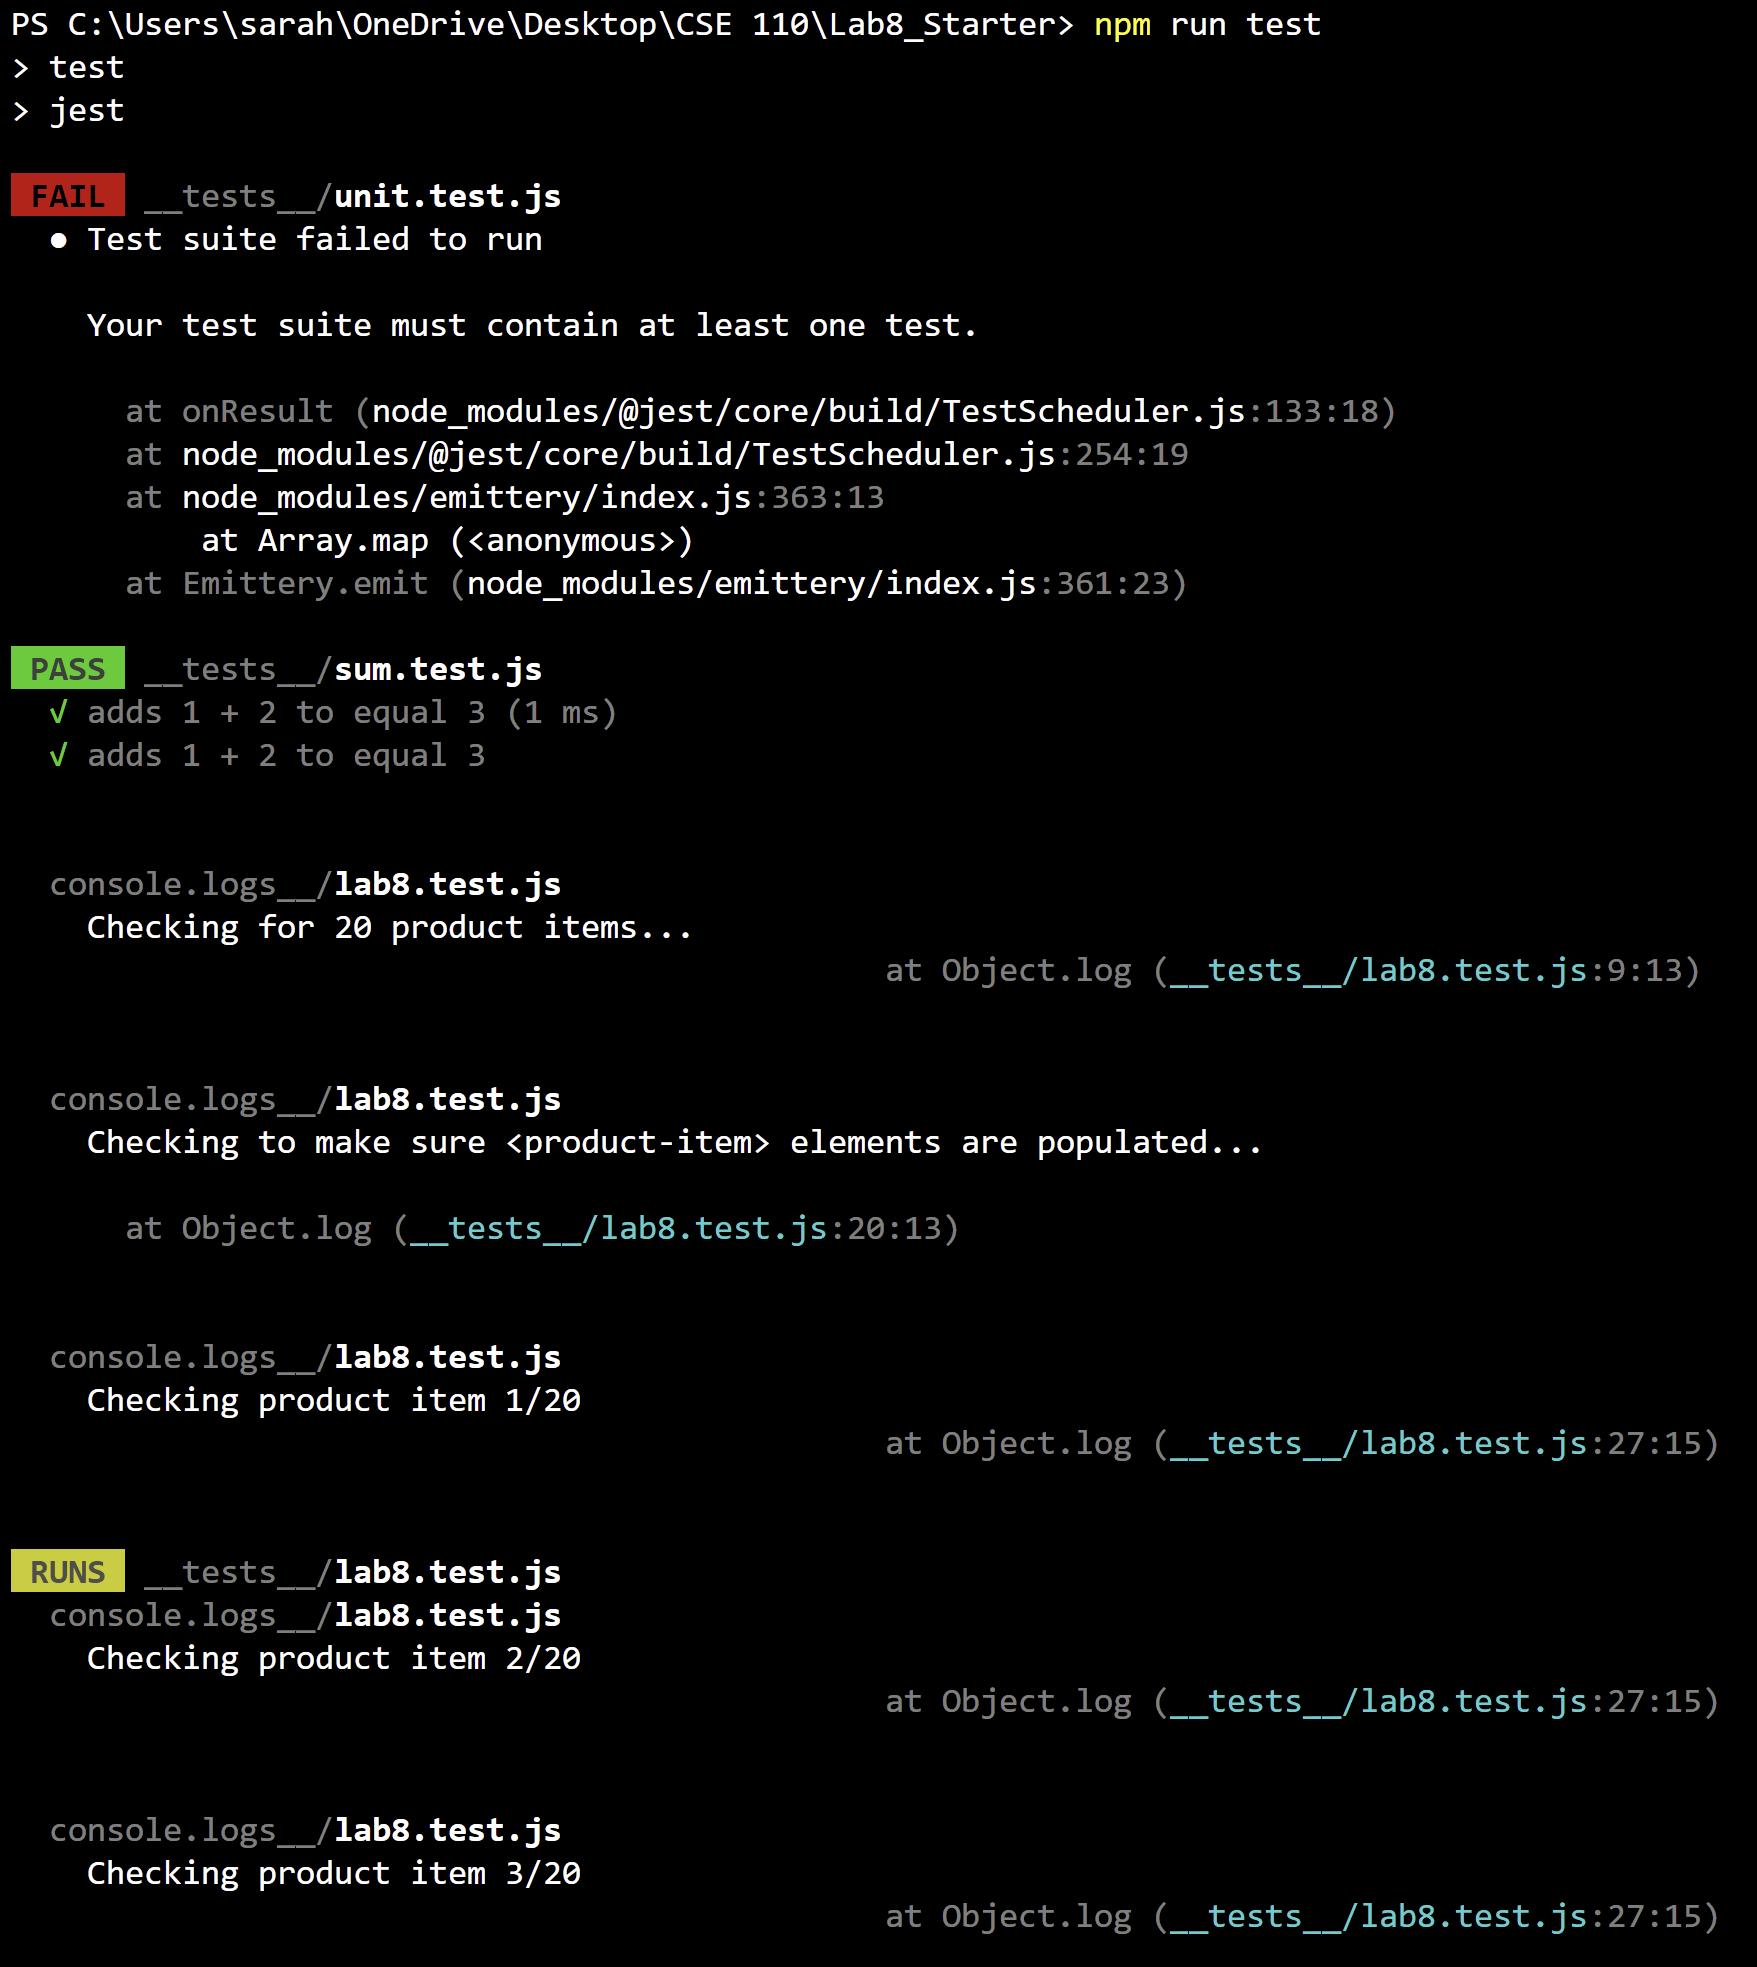 PS C:\Users\sarah\OneDrive\Desktop\CSE 110\Lab8_Starter> npm run test
> test
> jest
FAIL __tests__/unit.test.js
● Test suite failed to run
Your test suite must contain at least one test.
at onResult (node_modules/@jest/core/build/TestScheduler.js:133:18)
at node_modules/@jest/core/build/TestScheduler.js:254:19
at node_modules/emittery/index.js:363:13
at Array.map (<anonymous>)
at Emittery.emit (node_modules/emittery/index.js:361:23)
PASS __tests__/sum.test.js
√ adds 1 + 2 to equal 3 (1 ms)
√ adds 1 + 2 to equal 3
console.logs__/lab8.test.js
Checking for 20 product items...
at Object.log (__tests__/lab8.test.js:9:13)
console.logs__/lab8.test.js
Checking to make sure <product-item> elements are populated...
at Object.log (__tests__/lab8.test.js:20:13)
console.logs__/lab8.test.js
Checking product item 1/20
at Object.log (__tests__/lab8.test.js:27:15)
RUNS __tests__/lab8.test.js
console.logs__/lab8.test.js
Checking product item 2/20
at Object.log (__tests__/lab8.test.js:27:15)
console.logs__/lab8.test.js
Checking product item 3/20
at Object.log (__tests__/lab8.test.js:27:15)